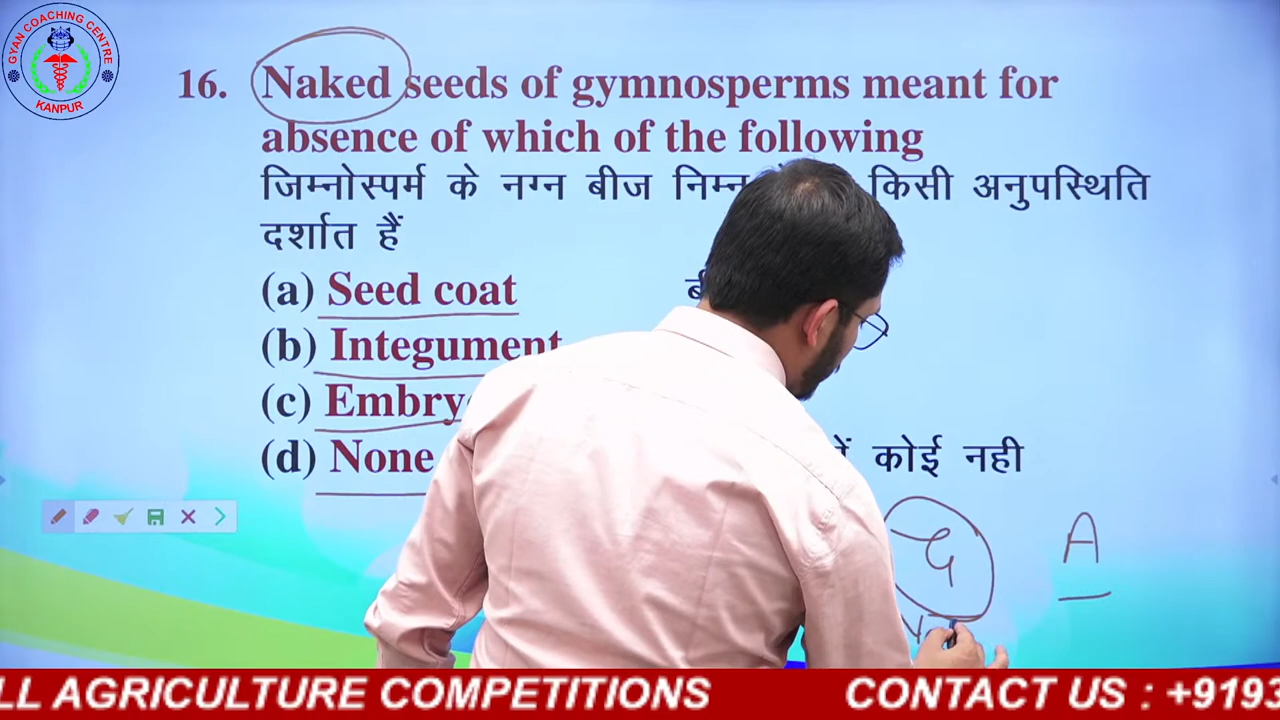 GYAN COACHING CENTRE
KANPUR
16. Naked seeds of gymnosperms meant for
absence of which of the following
जिम्नोस्पर्म के नग्न बीज निम्न किसी अनुपस्थिति
दर्शात हैं
(a) Seed coat
(b) Integument
(c) Embry
(d) None कोई नही
G A
LL AGRICULTURE COMPETITIONS CONTACT US : +9193